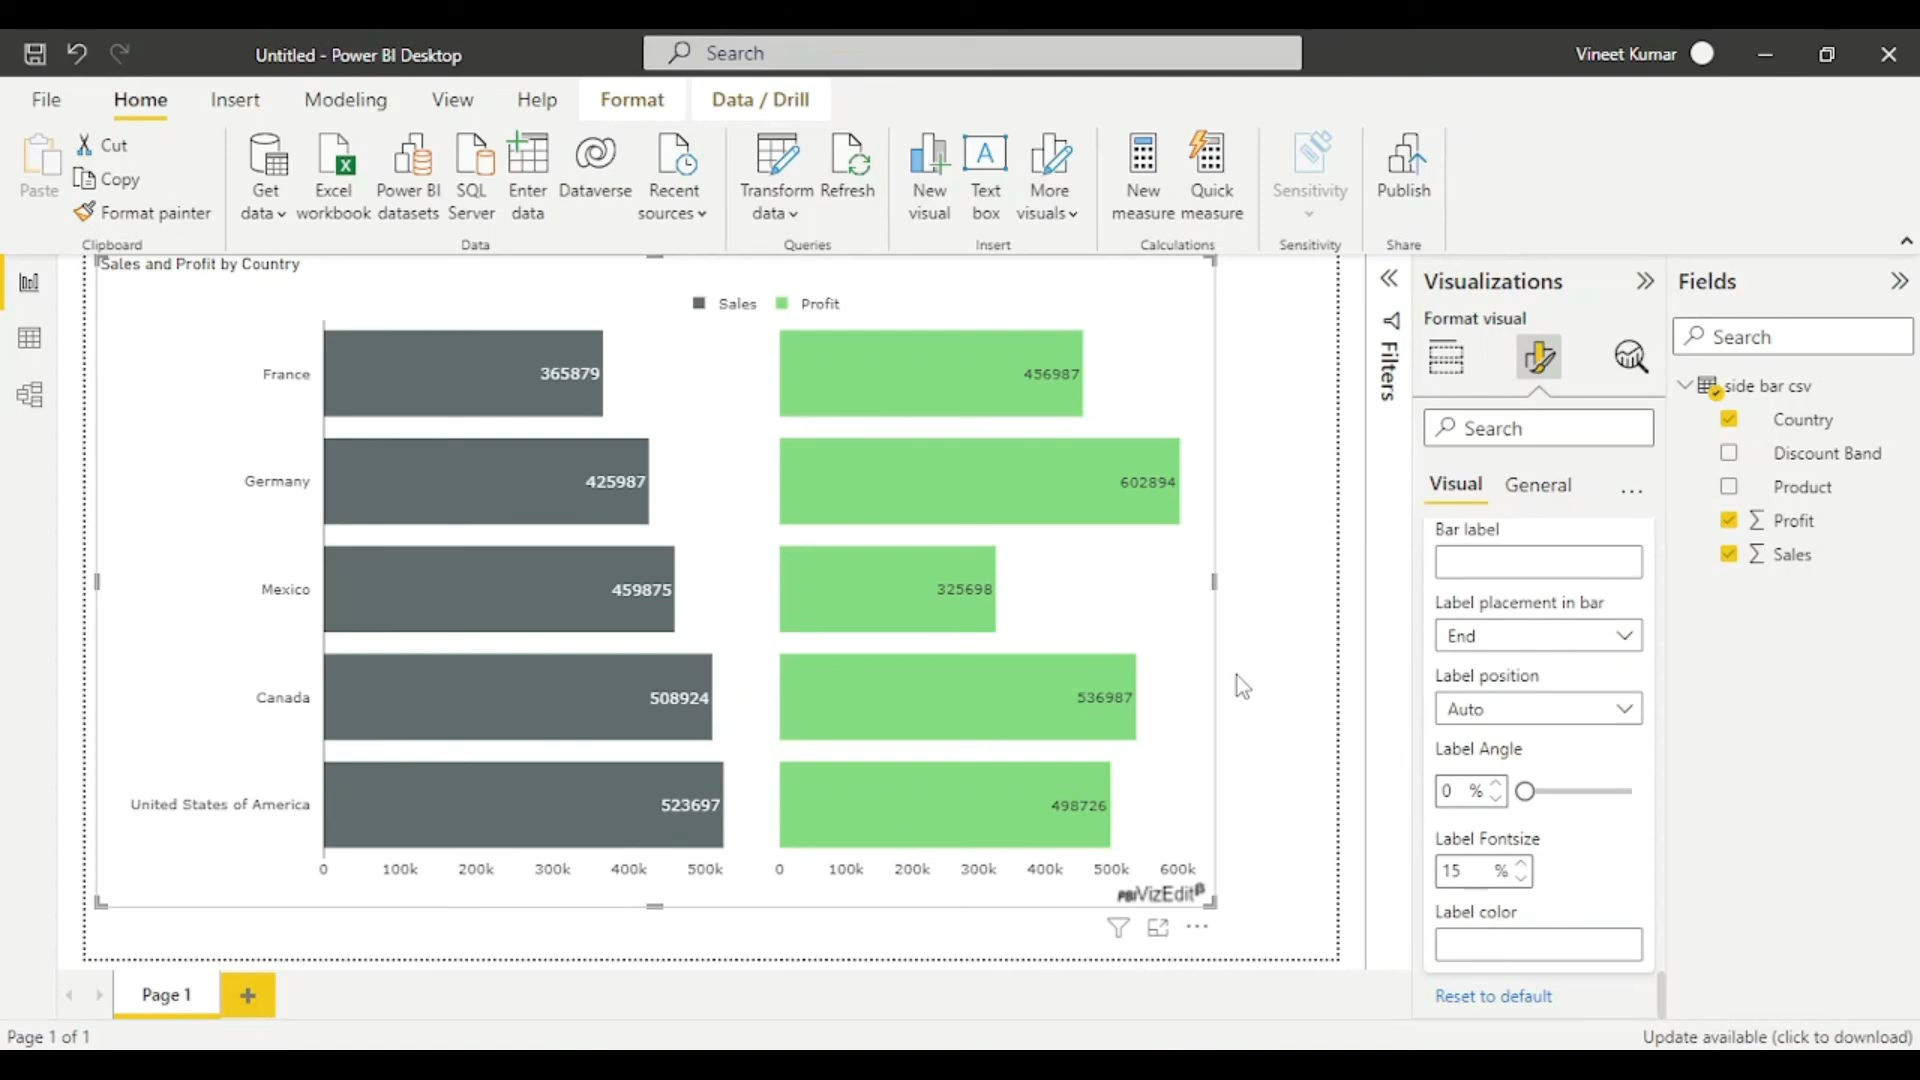 Untitled - Power BI Desktop
Search
Vineet Kumar
File
Home
Insert
Modeling
View
Help
Format
Data / Drill
Paste
Cut
Copy
Format painter
Clipboard
Get
data
Excel
workbook
Power BI
datasets
SQL
Server
Enter
data
Dataverse
Recent
sources
Data
Transform
data
Refresh
Queries
New
visual
A
Text
box
More
visuals
Insert
New
measure
Quick
measure
Calculations
Sensitivity
Sensitivity
Publish
Share
Sales and Profit by Country
Sales
Profit
France
365879
456987
Germany
425987
602894
Mexico
459875
325698
Canada
508924
536987
United States of America
523697
498726
0 100k 200k 300k 400k 500k
0 100k 200k 300k 400k 500k 600k
PBIVizEditβ
Filters
Visualizations
Format visual
Search
Visual
General
...
Bar label
Label placement in bar
End
Label position
Auto
Label Angle
0 %
Label Fontsize
15 %
Label color
Reset to default
Fields
Search
side bar csv
Country
Discount Band
Product
∑ Profit
∑ Sales
Page 1
Page 1 of 1
Update available (click to download)